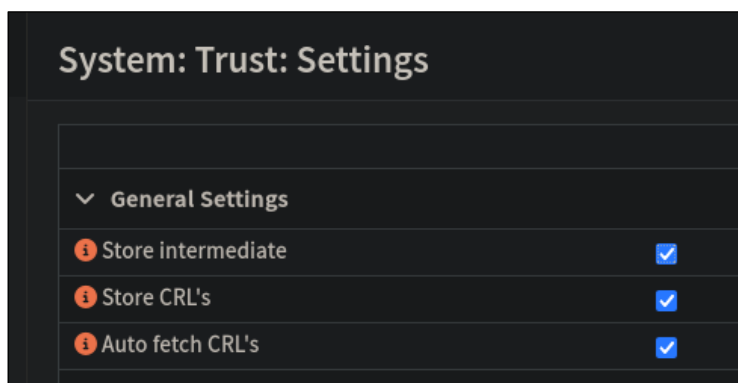 System: Trust: Settings
General Settings
Store intermediate
Store CRL's
Auto fetch CRL's